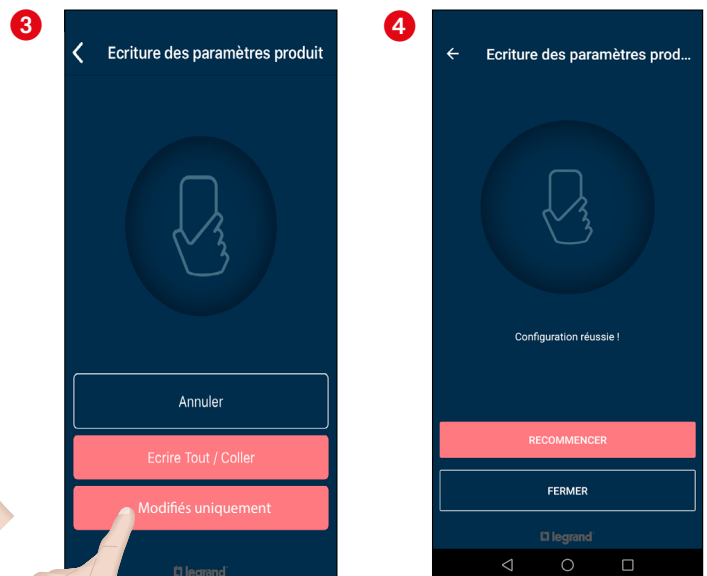 3
Ecriture des paramètres produit
Annuler
Ecrire Tout / Coller
Modifiés uniquement
legrand
4
Ecriture des paramètres prod...
Configuration réussie !
RECOMMENCER
FERMER
legrand